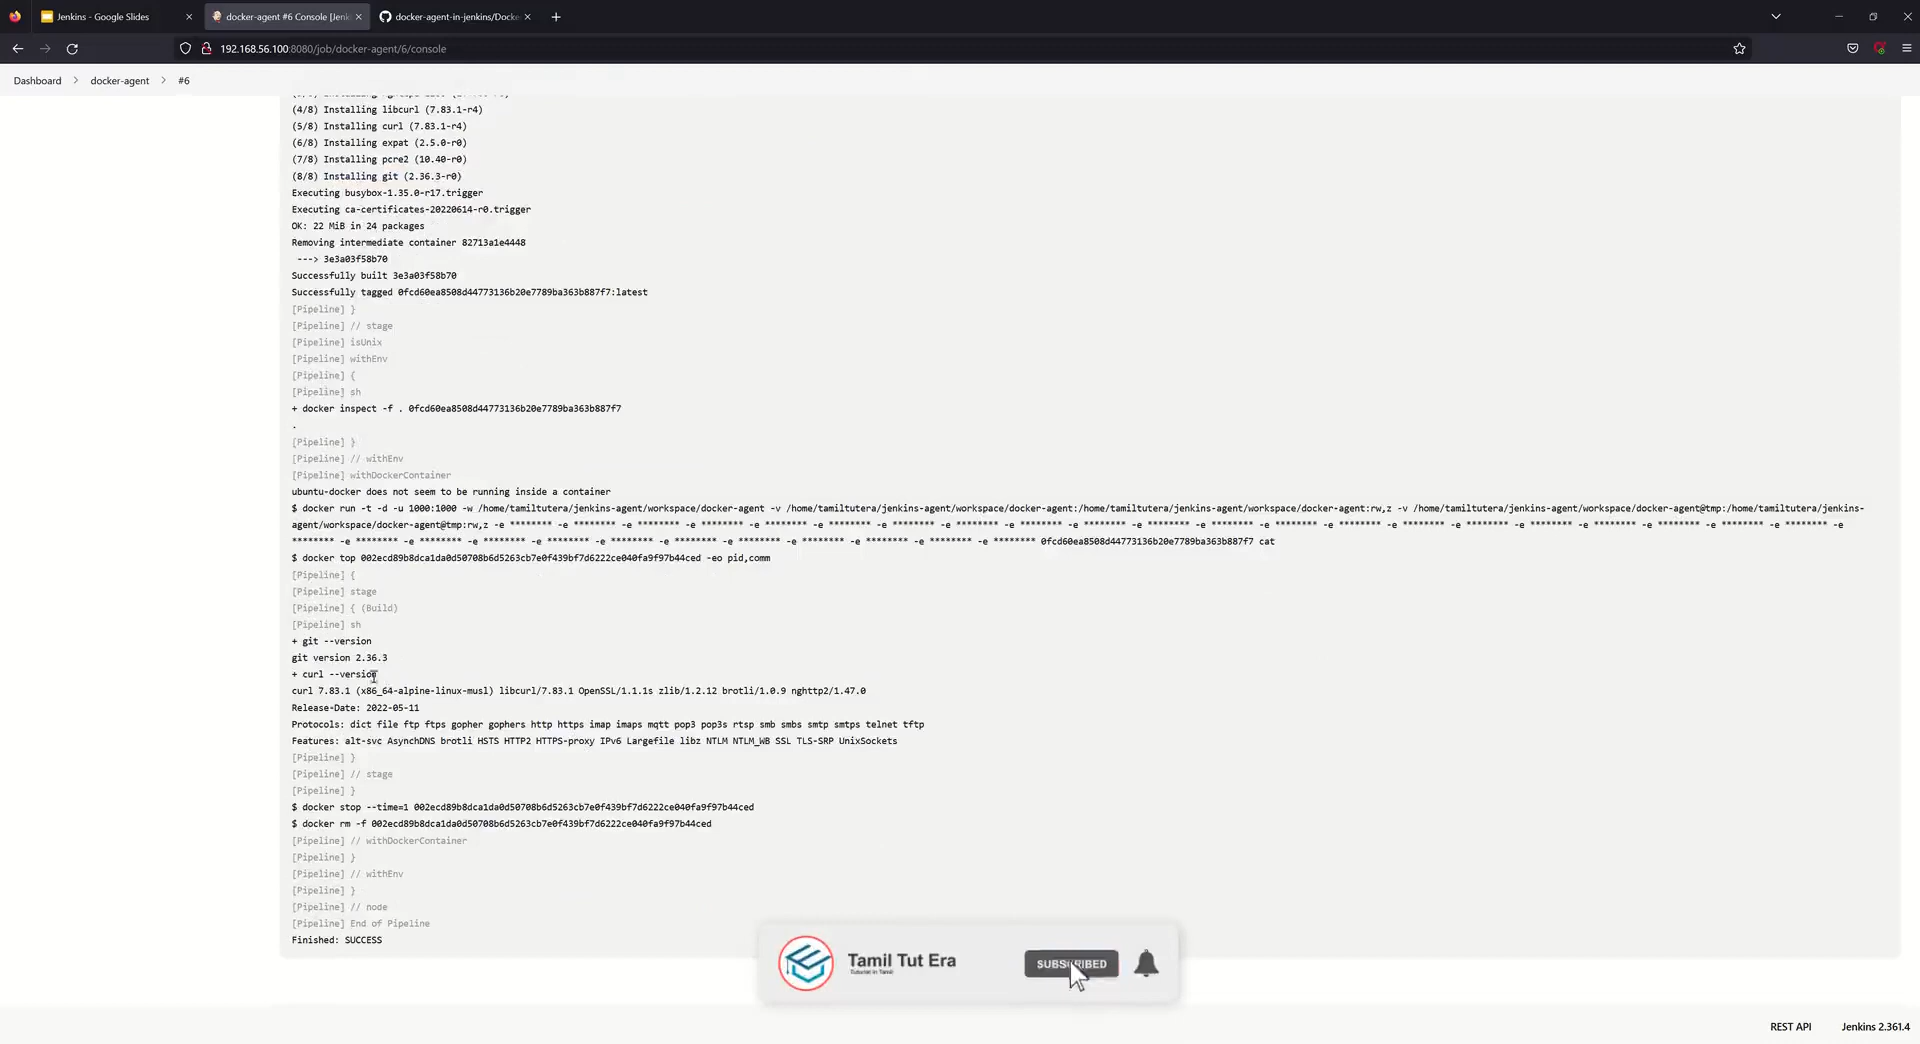 Jenkins - Google Slides
docker-agent #6 Console [Jenk
docker-agent-in-jenkins/Docke
192.168.56.100:8080/job/docker-agent/6/console
Dashboard > docker-agent > #6
(4/8) Installing libcurl (7.83.1-r4)
(5/8) Installing curl (7.83.1-r4)
(6/8) Installing expat (2.5.0-r0)
(7/8) Installing pcre2 (10.40-r0)
(8/8) Installing git (2.36.3-r0)
Executing busybox-1.35.0-r17.trigger
Executing ca-certificates-20220614-r0.trigger
OK: 22 MiB in 24 packages
Removing intermediate container 82713a1e4448
---> 3e3a03f58b70
Successfully built 3e3a03f58b70
Successfully tagged 0fcd60ea8508d44773136b20e7789ba363b887f7:latest
[Pipeline] }
[Pipeline] // stage
[Pipeline] isUnix
[Pipeline] withEnv
[Pipeline] {
[Pipeline] sh
+ docker inspect -f . 0fcd60ea8508d44773136b20e7789ba363b887f7
.
[Pipeline] }
[Pipeline] // withEnv
[Pipeline] withDockerContainer
ubuntu-docker does not seem to be running inside a container
$ docker run -t -d -u 1000:1000 -w /home/tamiltutera/jenkins-agent/workspace/docker-agent -v /home/tamiltutera/jenkins-agent/workspace/docker-agent:/home/tamiltutera/jenkins-agent/workspace/docker-agent:rw,z -v /home/tamiltutera/jenkins-agent/workspace/docker-agent@tmp:/home/tamiltutera/jenkins-
agent/workspace/docker-agent@tmp:rw,z -e ******** -e ******** -e ******** -e ******** -e ******** -e ******** -e ******** -e ******** -e ******** -e ******** -e ******** -e ******** -e ******** -e ******** -e ******** -e ******** -e ******** -e ******** -e ******** -e ******** -e ******** -e
******** -e ******** -e ******** -e ******** -e ******** -e ******** -e ******** -e ******** -e ******** -e ******** -e ******** -e ******** 0fcd60ea8508d44773136b20e7789ba363b887f7 cat
$ docker top 002ecd89b8dca1da0d50708b6d5263cb7e0f439bf7d6222ce040fa9f97b44ced -eo pid,comm
[Pipeline] {
[Pipeline] stage
[Pipeline] { (Build)
[Pipeline] sh
+ git --version
git version 2.36.3
+ curl --version
curl 7.83.1 (x86_64-alpine-linux-musl) libcurl/7.83.1 OpenSSL/1.1.1s zlib/1.2.12 brotli/1.0.9 nghttp2/1.47.0
Release-Date: 2022-05-11
Protocols: dict file ftp ftps gopher gophers http https imap imaps mqtt pop3 pop3s rtsp smb smbs smtp smtps telnet tftp
Features: alt-svc AsynchDNS brotli HSTS HTTP2 HTTPS-proxy IPv6 Largefile libz NTLM NTLM_WB SSL TLS-SRP UnixSockets
[Pipeline] }
[Pipeline] // stage
[Pipeline] }
$ docker stop --time=1 002ecd89b8dca1da0d50708b6d5263cb7e0f439bf7d6222ce040fa9f97b44ced
$ docker rm -f 002ecd89b8dca1da0d50708b6d5263cb7e0f439bf7d6222ce040fa9f97b44ced
[Pipeline] // withDockerContainer
[Pipeline] }
[Pipeline] // withEnv
[Pipeline] }
[Pipeline] // node
[Pipeline] End of Pipeline
Finished: SUCCESS
Tamil Tut Era
Tutorial in Tamil
SUBSCRIBED
REST API
Jenkins 2.361.4